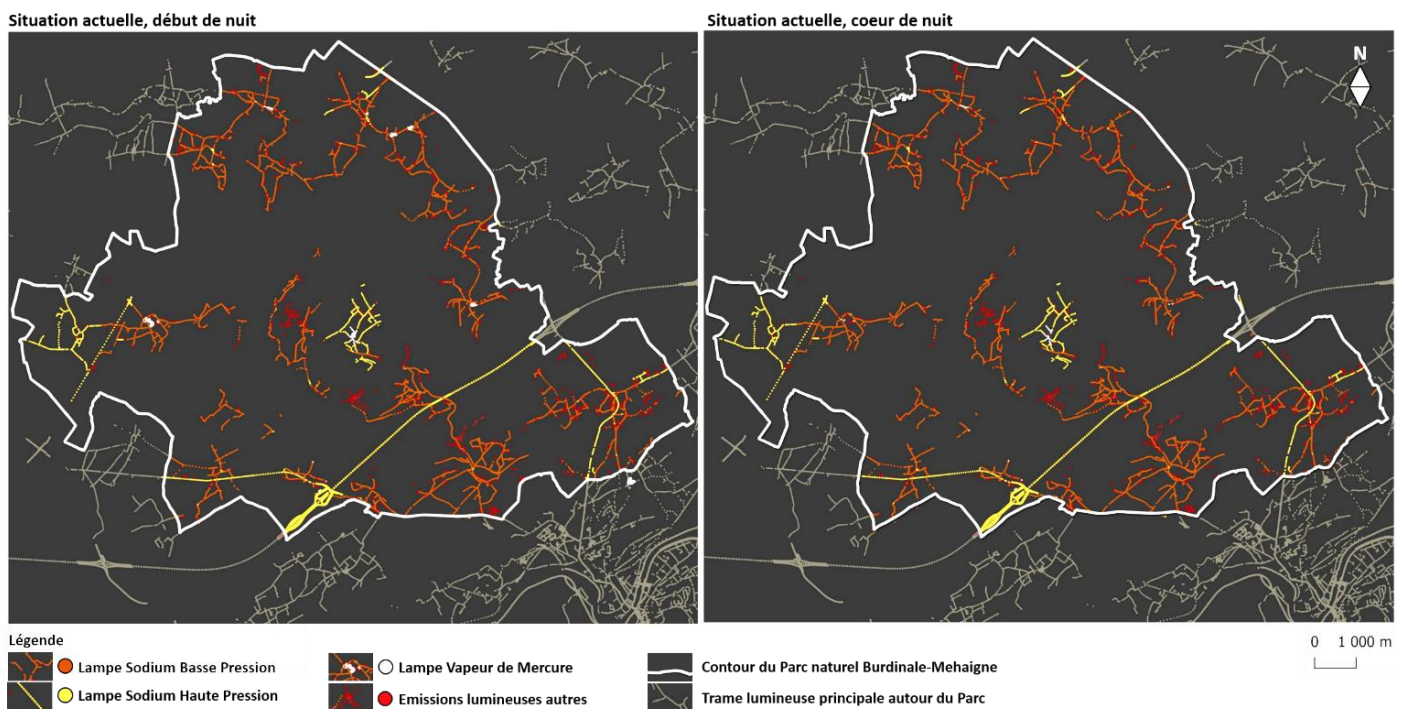 Situation actuelle, début de nuit
Situation actuelle, coeur de nuit
N
Légende
Lampe Sodium Basse Pression
Lampe Vapeur de Mercure
Contour du Parc naturel Burdinale-Mehaigne
Lampe Sodium Haute Pression
Emissions lumineuses autres
Trame lumineuse principale autour du Parc
0 1 000 m